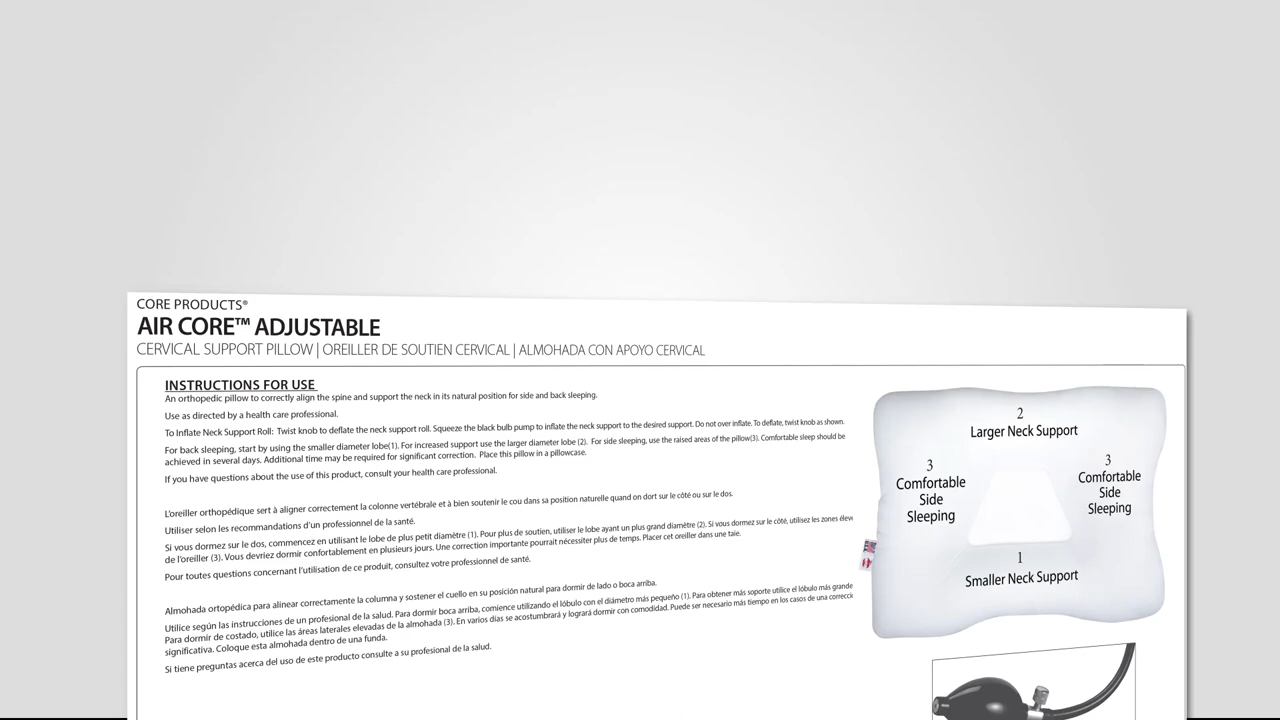 CORE PRODUCTS®
AIR CORE™ ADJUSTABLE
CERVICAL SUPPORT PILLOW | OREILLER DE SOUTIEN CERVICAL | ALMOHADA CON APOYO CERVICAL
INSTRUCTIONS FOR USE
An orthopedic pillow to correctly align the spine and support the neck in its natural position for side and back sleeping.
Use as directed by a health care professional.
To Inflate Neck Support Roll: Twist knob to deflate the neck support roll. Squeeze the black bulb pump to inflate the neck support to the desired support. Do not over inflate. To deflate, twist knob as shown.
For back sleeping, start by using the smaller diameter lobe(1). For increased support use the larger diameter lobe (2). For side sleeping, use the raised areas of the pillow(3). Comfortable sleep should be
achieved in several days. Additional time may be required for significant correction. Place this pillow in a pillowcase.
If you have questions about the use of this product, consult your health care professional.
L'oreiller orthopédique sert à aligner correctement la colonne vertébrale et à bien soutenir le cou dans sa position naturelle quand on dort sur le côté ou sur le dos.
Utiliser selon les recommandations d'un professionnel de la santé.
Si vous dormez sur le dos, commencez en utilisant le lobe de plus petit diamètre (1). Pour plus de soutien, utiliser le lobe ayant un plus grand diamètre (2). Si vous dormez sur le côté, utilisez les zones éleve
de l'oreiller (3). Vous devriez dormir confortablement en plusieurs jours. Une correction importante pourrait nécessiter plus de temps. Placer cet oreiller dans une taie.
Pour toutes questions concernant l'utilisation de ce produit, consultez votre professionnel de santé.
Almohada ortopédica para alinear correctamente la columna y sostener el cuello en su posición natural para dormir de lado o boca arriba.
Utilice según las instrucciones de un profesional de la salud. Para dormir boca arriba, comience utilizando el lóbulo con el diámetro más pequeño (1). Para obtener más soporte utilice el lóbulo más grande
Para dormir de costado, utilice las áreas laterales elevadas de la almohada (3). En varios días se acostumbrará y logrará dormir con comodidad. Puede ser necesario más tiempo en los casos de una correcció
significativa. Coloque esta almohada dentro de una funda.
Si tiene preguntas acerca del uso de este producto consulte a su profesional de la salud.
2
Larger Neck Support
3
Comfortable
Side
Sleeping
3
Comfortable
Side
Sleeping
1
Smaller Neck Support